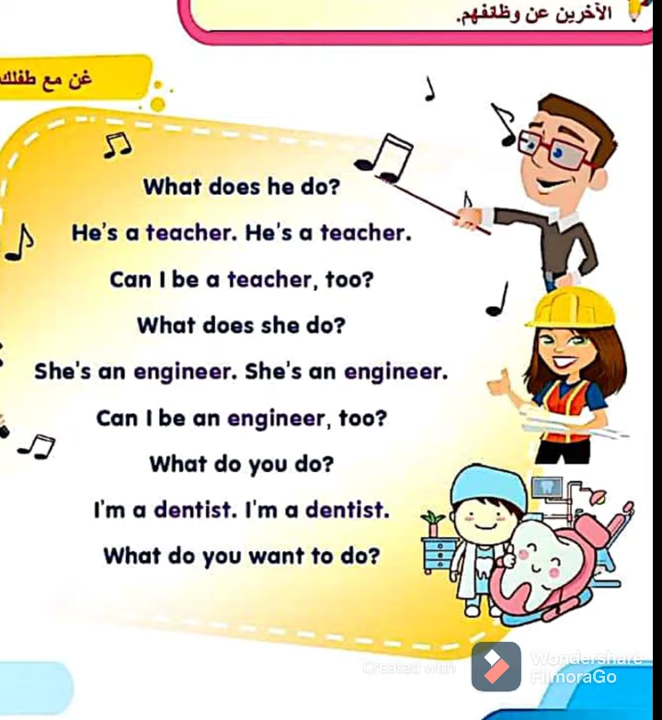 الآخرين عن وظائفهم.
غن مع طفلك
What does he do?
He's a teacher. He's a teacher.
Can I be a teacher, too?
What does she do?
She's an engineer. She's an engineer.
Can I be an engineer, too?
What do you do?
I'm a dentist. I'm a dentist.
What do you want to do?
Created with
Wondershare
FilmoraGo